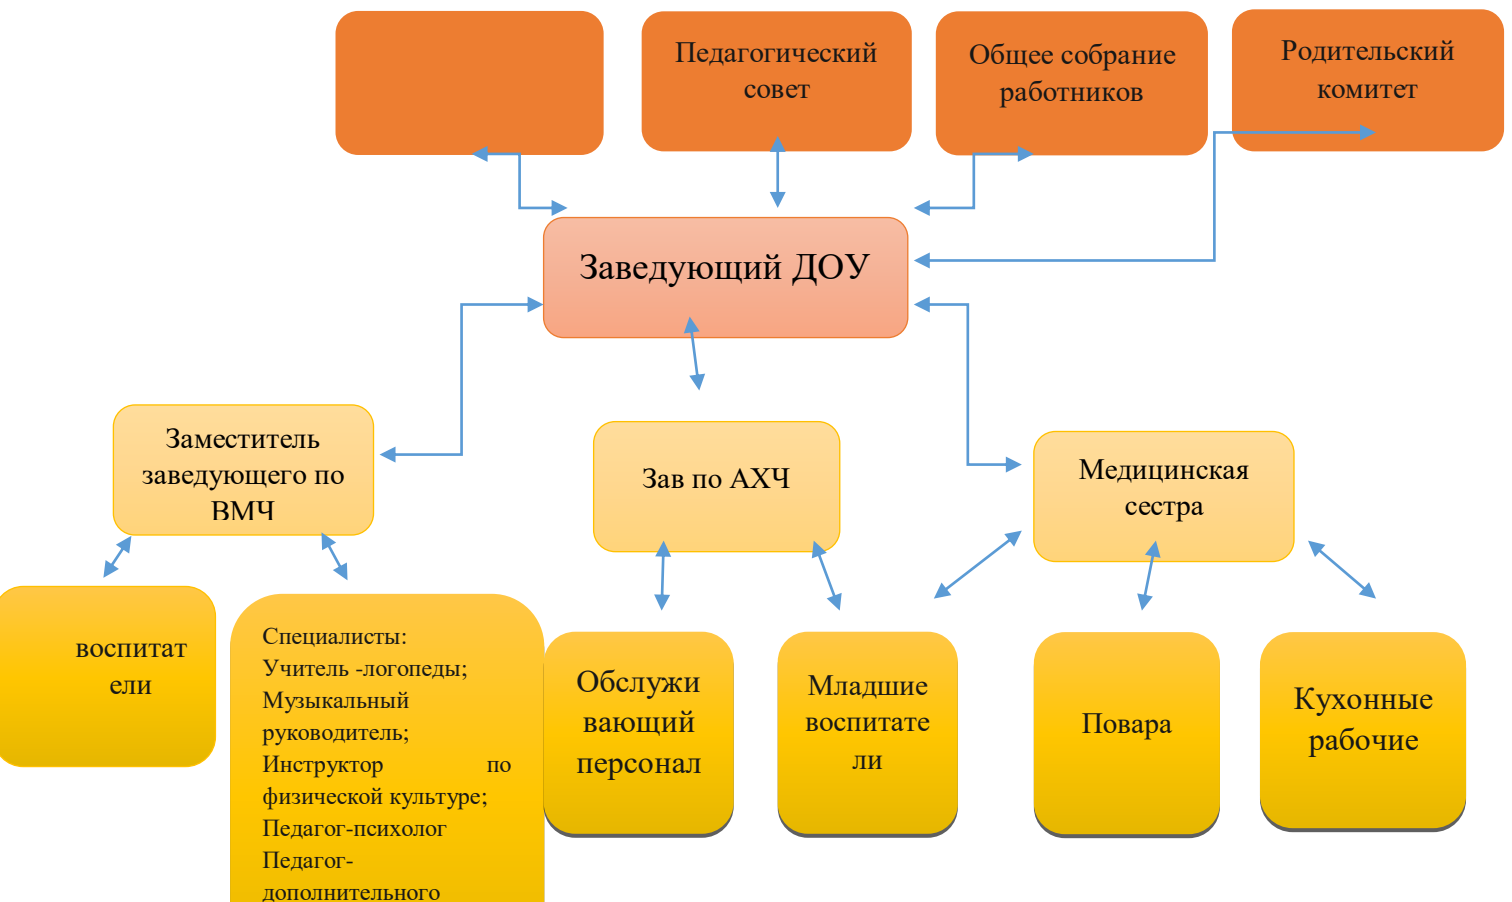 Педагогический
совет
Общее собрание
работников
Родительский
комитет
Заведующий ДОУ
Заместитель
заведующего по
ВМЧ
Зав по АХЧ
Медицинская
сестра
воспитат
ели
Специалисты:
Учитель -логопеды;
Музыкальный
руководитель;
Инструктор по
физической культуре;
Педагог-психолог
Педагог-
дополнительного
Обслужи
вающий
персонал
Младшие
воспитате
ли
Повара
Кухонные
рабочие